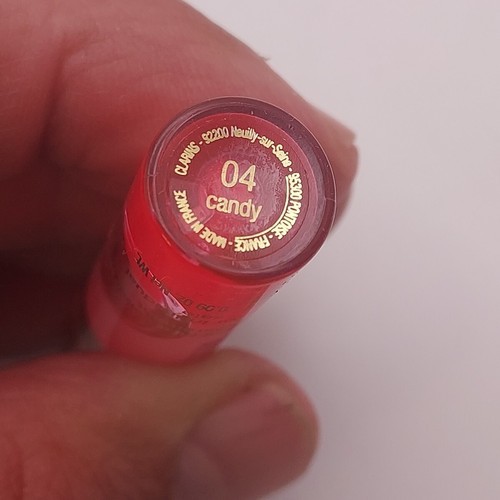 CLARINS - 92200 Neuilly-sur-Seine - 95300 PONTOISE - FRANCE - MADE IN FRANCE
04
candy